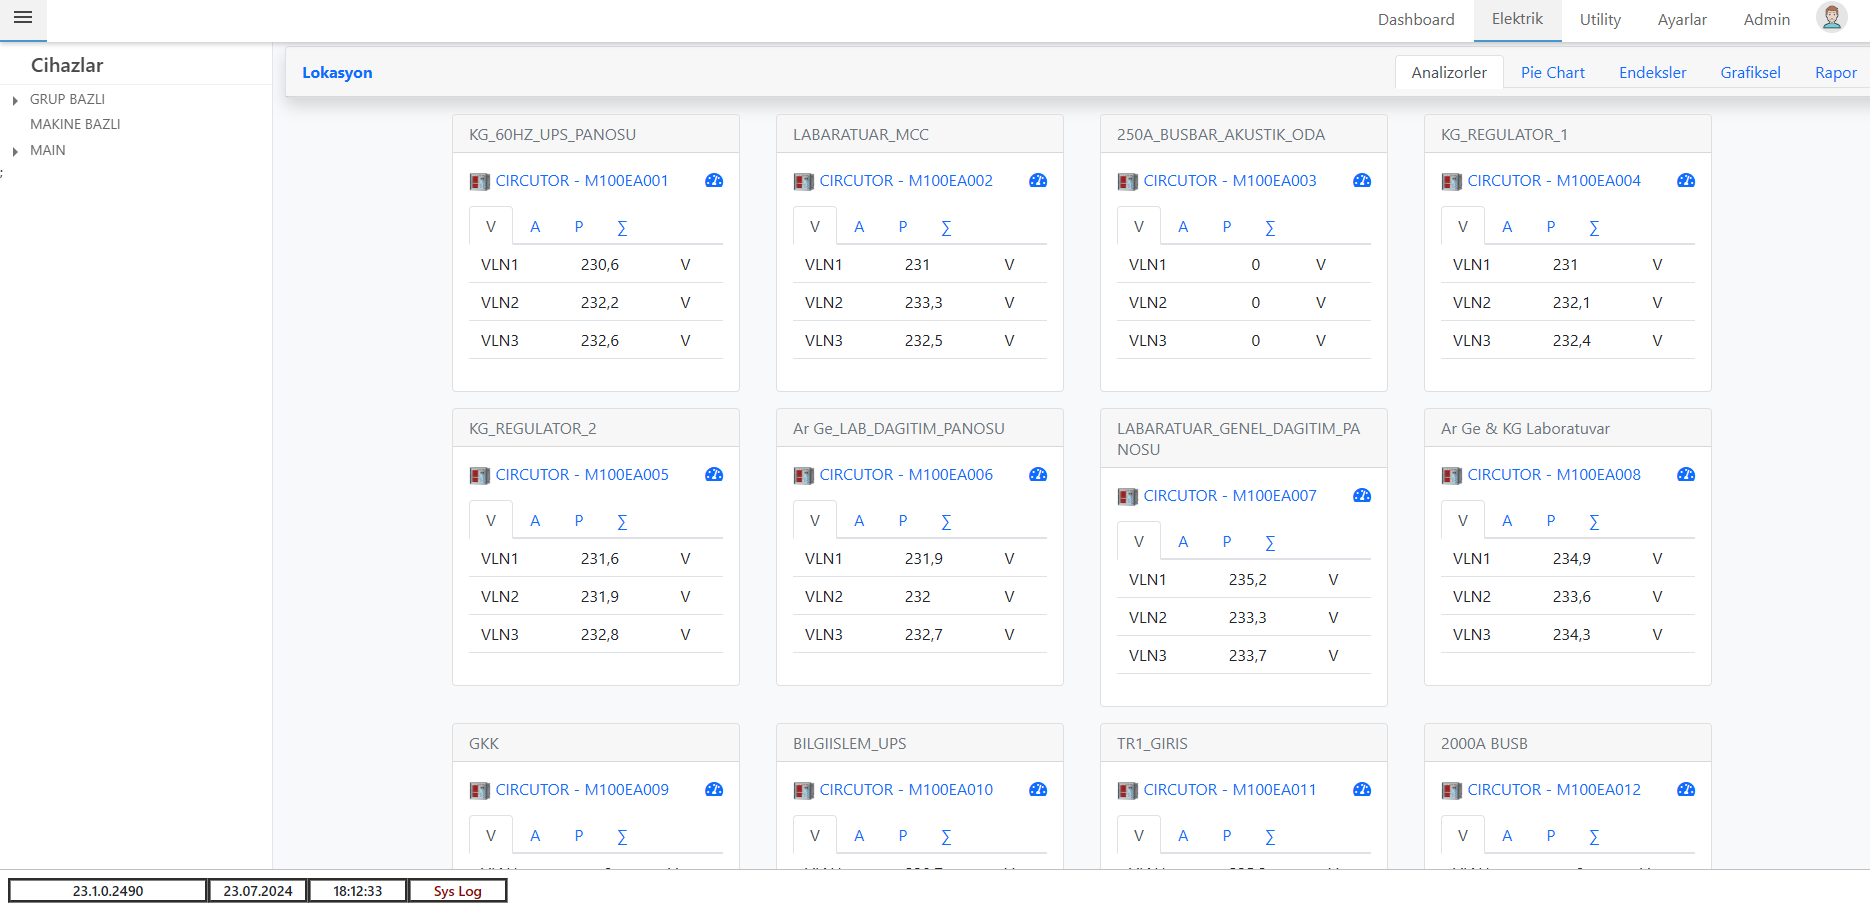 Dashboard Elektrik Utility Ayarlar Admin
Cihazlar
GRUP BAZLI
MAKINE BAZLI
MAIN
;
Lokasyon
Analizorler Pie Chart Endeksler Grafiksel Rapor
KG_60HZ_UPS_PANOSU
CIRCUTOR - M100EA001
V A P ∑
VLN1 230,6 V
VLN2 232,2 V
VLN3 232,6 V
LABARATUAR_MCC
CIRCUTOR - M100EA002
V A P ∑
VLN1 231 V
VLN2 233,3 V
VLN3 232,5 V
250A_BUSBAR_AKUSTIK_ODA
CIRCUTOR - M100EA003
V A P ∑
VLN1 0 V
VLN2 0 V
VLN3 0 V
KG_REGULATOR_1
CIRCUTOR - M100EA004
V A P ∑
VLN1 231 V
VLN2 232,1 V
VLN3 232,4 V
KG_REGULATOR_2
CIRCUTOR - M100EA005
V A P ∑
VLN1 231,6 V
VLN2 231,9 V
VLN3 232,8 V
Ar Ge_LAB_DAGITIM_PANOSU
CIRCUTOR - M100EA006
V A P ∑
VLN1 231,9 V
VLN2 232 V
VLN3 232,7 V
LABARATUAR_GENEL_DAGITIM_PA
NOSU
CIRCUTOR - M100EA007
V A P ∑
VLN1 235,2 V
VLN2 233,3 V
VLN3 233,7 V
Ar Ge & KG Laboratuvar
CIRCUTOR - M100EA008
V A P ∑
VLN1 234,9 V
VLN2 233,6 V
VLN3 234,3 V
GKK
CIRCUTOR - M100EA009
V A P ∑
BILGIISLEM_UPS
CIRCUTOR - M100EA010
V A P ∑
TR1_GIRIS
CIRCUTOR - M100EA011
V A P ∑
2000A BUSB
CIRCUTOR - M100EA012
V A P ∑
23.1.0.2490 23.07.2024 18:12:33 Sys Log